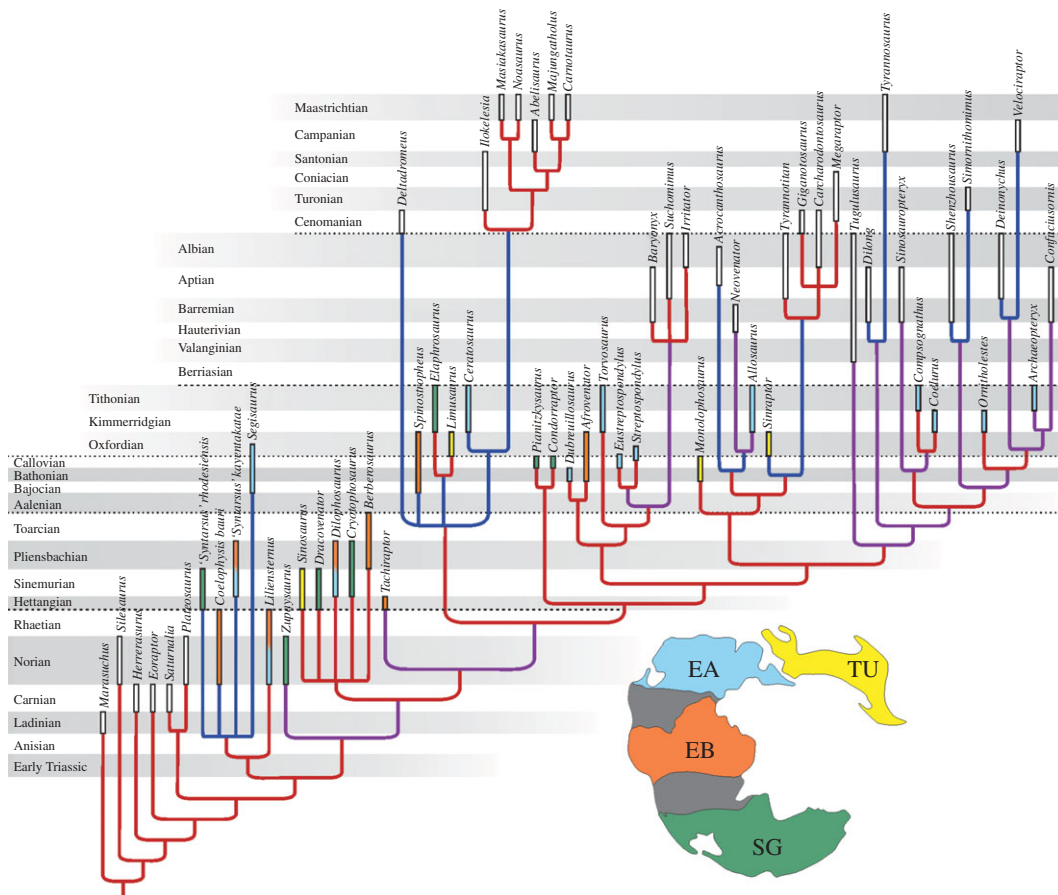 Maastrichtian
Campanian
Santonian
Coniacian
Turonian
Cenomanian
Albian
Aptian
Barremian
Hauterivian
Valanginian
Berriasian
Tithonian
Kimmerridgian
Oxfordian
Callovian
Bathonian
Bajocian
Aalenian
Toarcian
Pliensbachian
Sinemurian
Hettangian
Rhaetian
Norian
Carnian
Ladinian
Anisian
Early Triassic
Marasuchus
Silesaurus
Herrerasurus
Eoraptor
Saturnalia
Plateosaurus
'Syntarsus' rhodesiensis
Coelophysis bauri
'Syntarsus' kayentakatae
Segisaurus
Liliensternus
Zupaysaurus
Sinosaurus
Dracovenator
Dilophosaurus
Cryolophosaurus
Berberosaurus
Tachiraptor
Deltadromeus
Spinostropheus
Elaphrosaurus
Limusaurus
Ceratosaurus
Ilokelesia
Masiakasaurus
Noasaurus
Abelisaurus
Majungatholus
Carnotaurus
Piatnitzkysaurus
Condorraptor
Dubreuillosaurus
Afrovenator
Torvosaurus
Eustreptospondylus
Streptospondylus
Baryonyx
Suchomimus
Irritator
Monolophosaurus
Acrocanthosaurus
Neovenator
Allosaurus
Sinraptor
Tyrannotitan
Giganotosaurus
Carcharodontosaurus
Megaraptor
Tugulusaurus
Dilong
Tyrannosaurus
Sinosauropteryx
Compsognathus
Coelurus
Shenzhousaurus
Sinornithomimus
Ornitholestes
Deinonychus
Velociraptor
Archaeopteryx
Confuciusornis
EA
TU
EB
SG